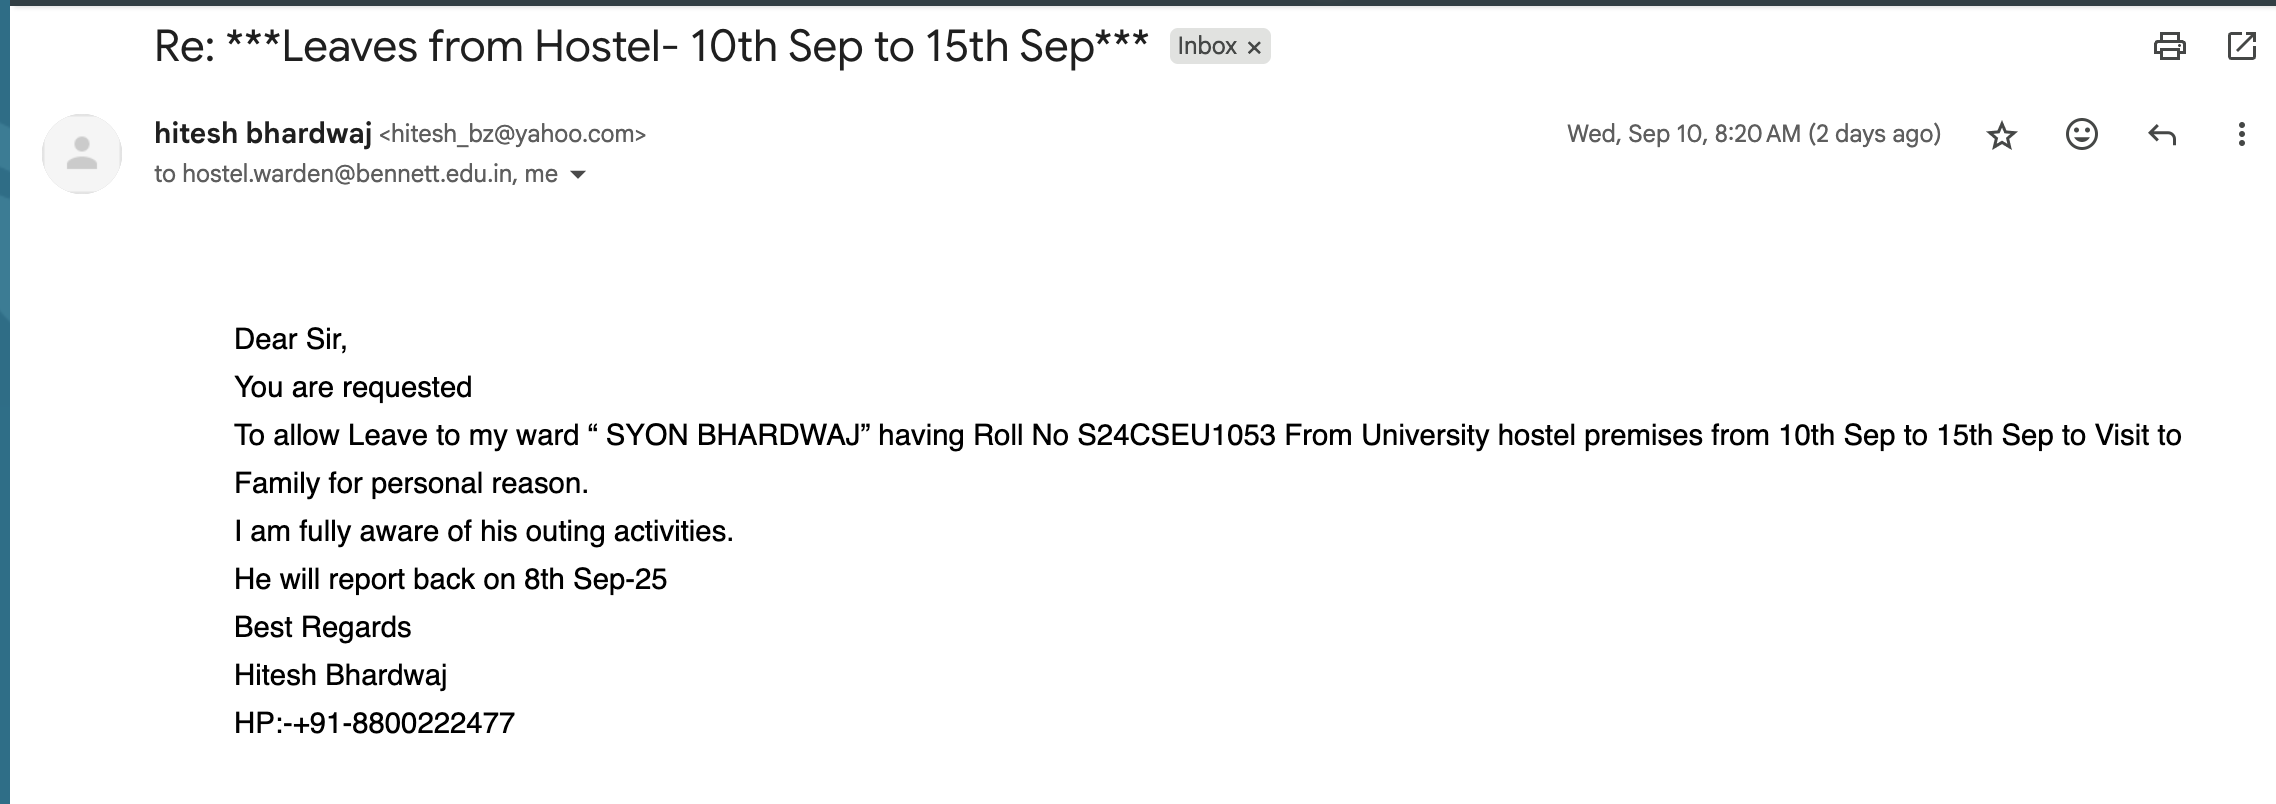 Re: ***Leaves from Hostel- 10th Sep to 15th Sep*** Inbox ×
hitesh bhardwaj <hitesh_bz@yahoo.com> Wed, Sep 10, 8:20 AM (2 days ago)
to hostel.warden@bennett.edu.in, me
Dear Sir,
You are requested
To allow Leave to my ward “ SYON BHARDWAJ” having Roll No S24CSEU1053 From University hostel premises from 10th Sep to 15th Sep to Visit to
Family for personal reason.
I am fully aware of his outing activities.
He will report back on 8th Sep-25
Best Regards
Hitesh Bhardwaj
HP:-+91-8800222477